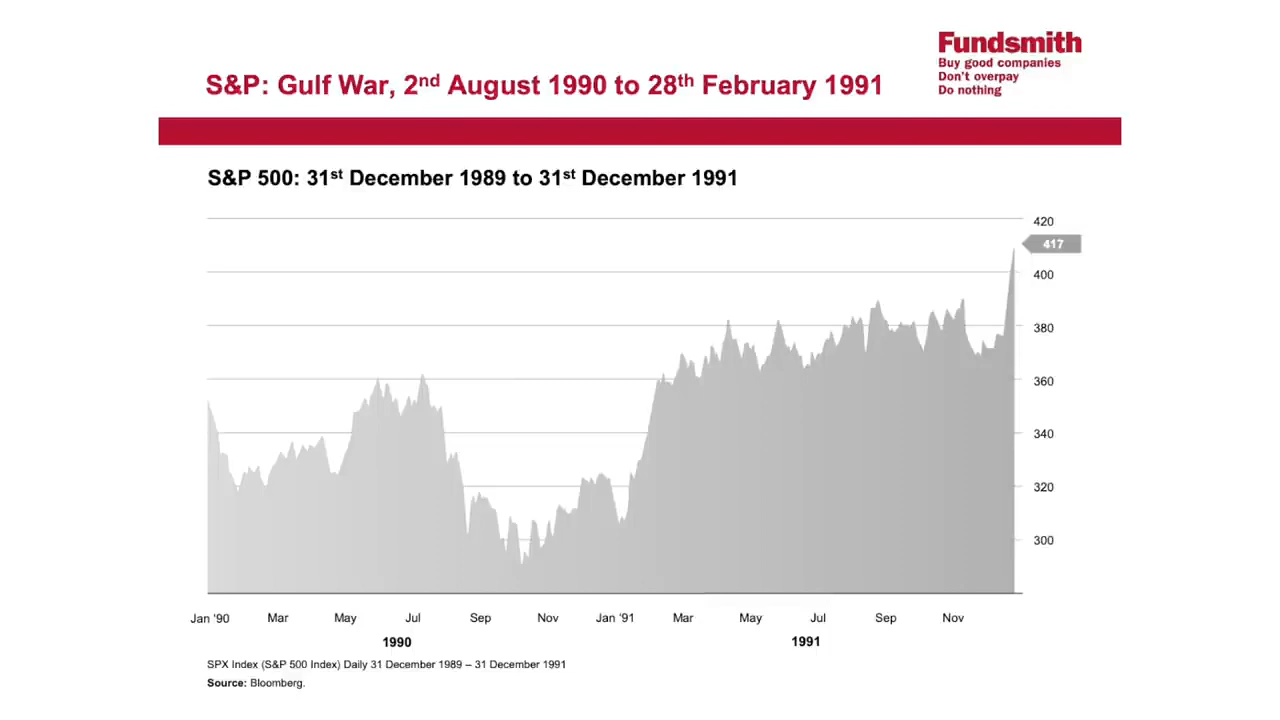 Fundsmith
Buy good companies
Don't overpay
Do nothing
S&P: Gulf War, 2nd August 1990 to 28th February 1991
S&P 500: 31st December 1989 to 31st December 1991
420
417
400
380
360
340
320
300
Jan '90 Mar May Jul Sep Nov Jan '91 Mar May Jul Sep Nov
1990 1991
SPX Index (S&P 500 Index) Daily 31 December 1989 – 31 December 1991
Source: Bloomberg.